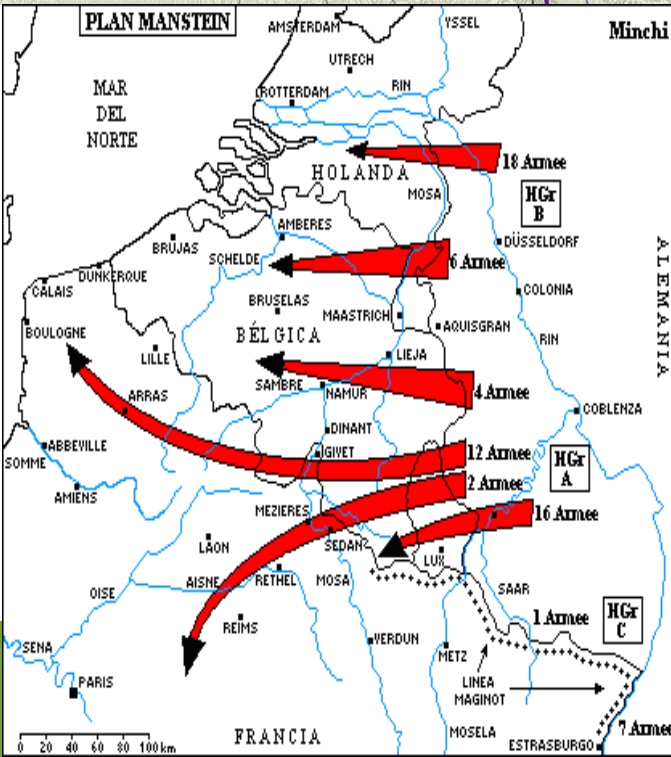 PLAN MANSTEIN
AMSTERDAM
YSSEL
Minchi
UTRECH
MAR
DEL
NORTE
RIN
ROTTERDAM
18 Armee
HOLANDA
MOSA
HGr
B
AMBERES
BRUJAS
DÜSSELDORF
SCHELDE
6 Armee
DUNKERQUE
CALAIS
COLONIA
BRUSELAS
MAASTRICH
AQUISGRAN
BOULOGNE
BÉLGICA
RIN
ALEMANIA
LILLE
LIEJA
SAMBRE
NAMUR
4 Armee
ARRAS
COBLENZA
DINANT
ABBEVILLE
GIVET
12 Armee
SOMME
HGr
A
2 Armee
AMIENS
MEZIERES
16 Armee
SEDAN
LAON
LUX
AISNE
RETHEL
MOSA
OISE
SAAR
REIMS
1 Armee
HGr
C
SENA
VERDUN
METZ
PARIS
LINEA
MAGINOT
FRANCIA
MOSELA
7 Armee
0 20 40 60 80 100 km
ESTRASBURGO